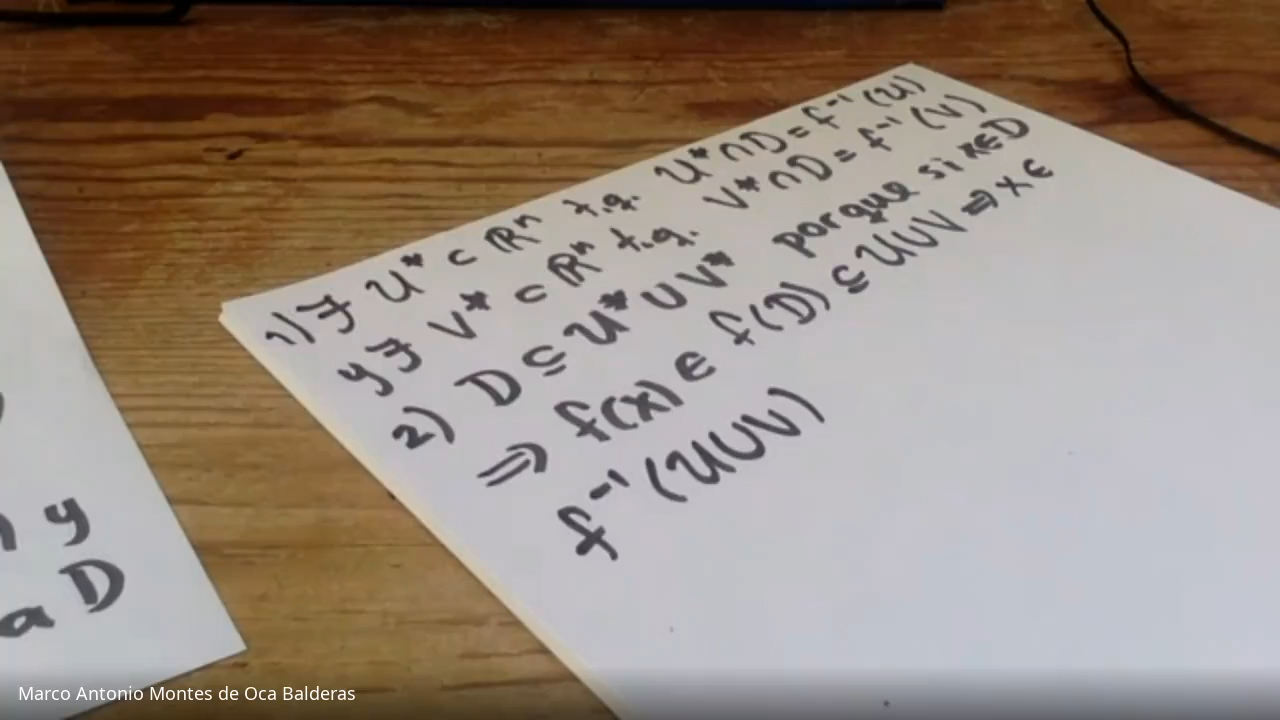 1) ∃ U* ⊂ ℝⁿ t.q. U* ∩ D = f⁻¹(U)
y ∃ V* ⊂ ℝⁿ t.q. V* ∩ D = f⁻¹(V)
2) D ⊆ U* ∪ V* porque si x ∈ D
⇒ f(x) ∈ f(D) ⊆ U∪V ⇒ x ∈
f⁻¹(U∪V)
y
a D
Marco Antonio Montes de Oca Balderas